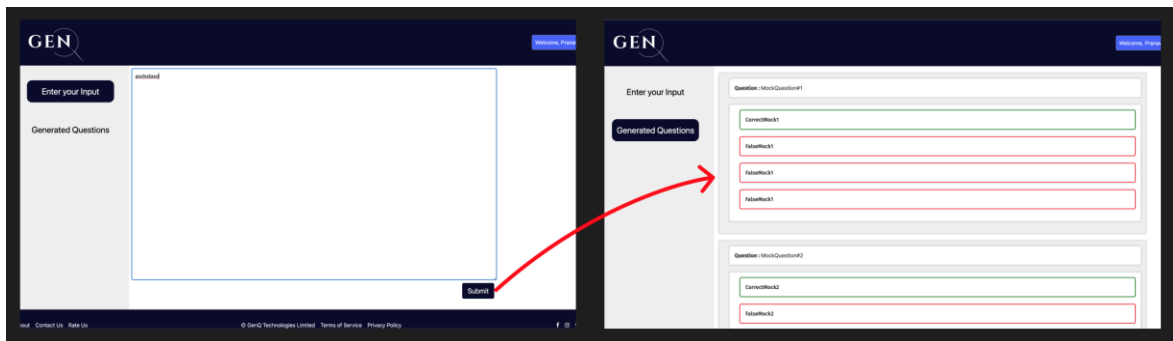 GEN
Welcome, Prana
Enter your Input
Generated Questions
Submit
Contact Us Rate Us
© GenQ Technologies Limited Terms of Service Privacy Policy
GEN
Welcome, Prana
Enter your Input
Generated Questions
Question : MockQuestion#1
CorrectMock1
FalseMock1
FalseMock1
FalseMock1
Question : MockQuestion#2
CorrectMock2
FalseMock2